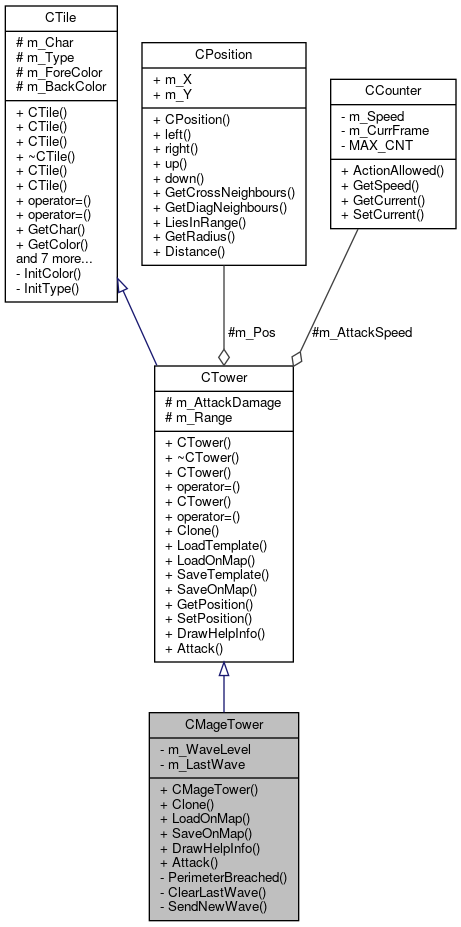 CTile
# m_Char
# m_Type
# m_ForeColor
# m_BackColor
+ CTile()
+ CTile()
+ CTile()
+ ~CTile()
+ CTile()
+ CTile()
+ operator=()
+ operator=()
+ GetChar()
+ GetColor()
and 7 more...
- InitColor()
- InitType()
CPosition
+ m_X
+ m_Y
+ CPosition()
+ left()
+ right()
+ up()
+ down()
+ GetCrossNeighbours()
+ GetDiagNeighbours()
+ LiesInRange()
+ GetRadius()
+ Distance()
CCounter
- m_Speed
- m_CurrFrame
- MAX_CNT
+ ActionAllowed()
+ GetSpeed()
+ GetCurrent()
+ SetCurrent()
#m_Pos
#m_AttackSpeed
CTower
# m_AttackDamage
# m_Range
+ CTower()
+ ~CTower()
+ CTower()
+ operator=()
+ CTower()
+ operator=()
+ Clone()
+ LoadTemplate()
+ LoadOnMap()
+ SaveTemplate()
+ SaveOnMap()
+ GetPosition()
+ SetPosition()
+ DrawHelpInfo()
+ Attack()
CMageTower
- m_WaveLevel
- m_LastWave
+ CMageTower()
+ Clone()
+ LoadOnMap()
+ SaveOnMap()
+ DrawHelpInfo()
+ Attack()
- PerimeterBreached()
- ClearLastWave()
- SendNewWave()